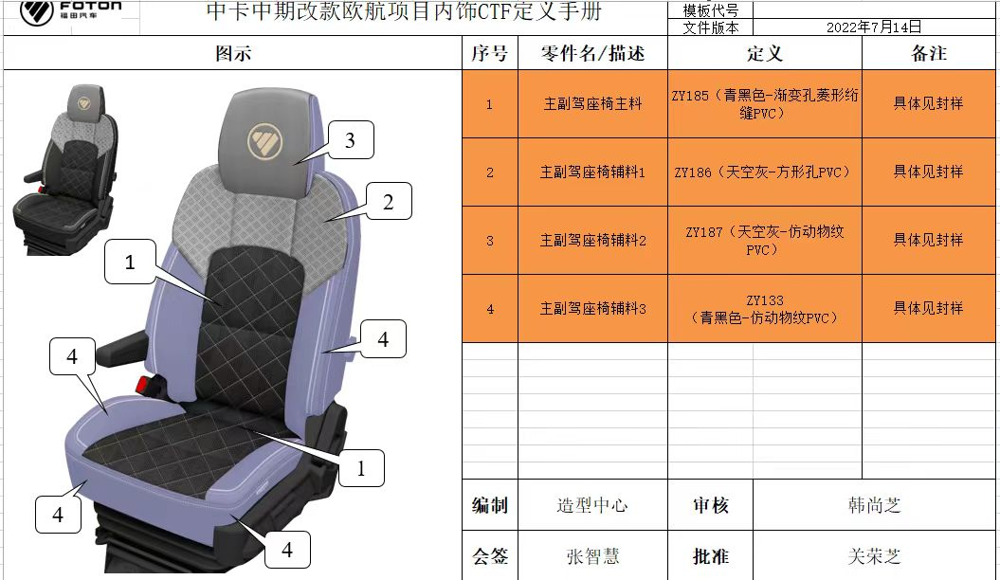 FOTON
福田汽车
中卡中期改款欧航项目内饰CTF定义手册
模板代号
文件版本
2022年7月14日
图示
序号
零件名/描述
定义
备注
1
主副驾座椅主料
ZY185（青黑色-渐变孔菱形绗
缝PVC）
具体见封样
2
主副驾座椅辅料1
ZY186（天空灰-方形孔PVC）
具体见封样
3
主副驾座椅辅料2
ZY187（天空灰-仿动物纹
PVC）
具体见封样
4
主副驾座椅辅料3
ZY133
（青黑色-仿动物纹PVC）
具体见封样
3
2
1
4
4
1
4
4
编制
造型中心
审核
韩尚芝
会签
张智慧
批准
关荣芝